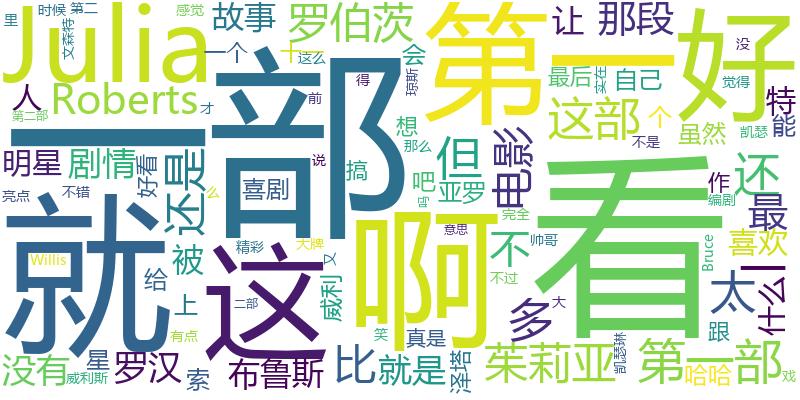 Julia
里
时候
第二
感觉
文森特
故事
罗伯茨
一个
十一
这么
第一
好
让
那段
最后
自己
这部
会
琼斯
得
没
觉得
实在
特
能
个
虽然
凯瑟
人
Roberts
才
第二部
前
说
一部
想
那么
但
电影
不是
还
明星
剧情
还是
好看
喜剧
搞
吧
亚罗
作
编剧
最
亮点
不错
么
就
这
啊
看
意思
完全
帅哥
不
不过
喜欢
Willis
给
被
精彩
大牌
又
上
威利
二部
有点
笑
大
多
Bruce
太
什么
跟
没有
威利斯
星
罗汉
索
布鲁斯
比
真是
就是
泽塔
茱莉亚
凯瑟琳
第一部
哈哈
戏